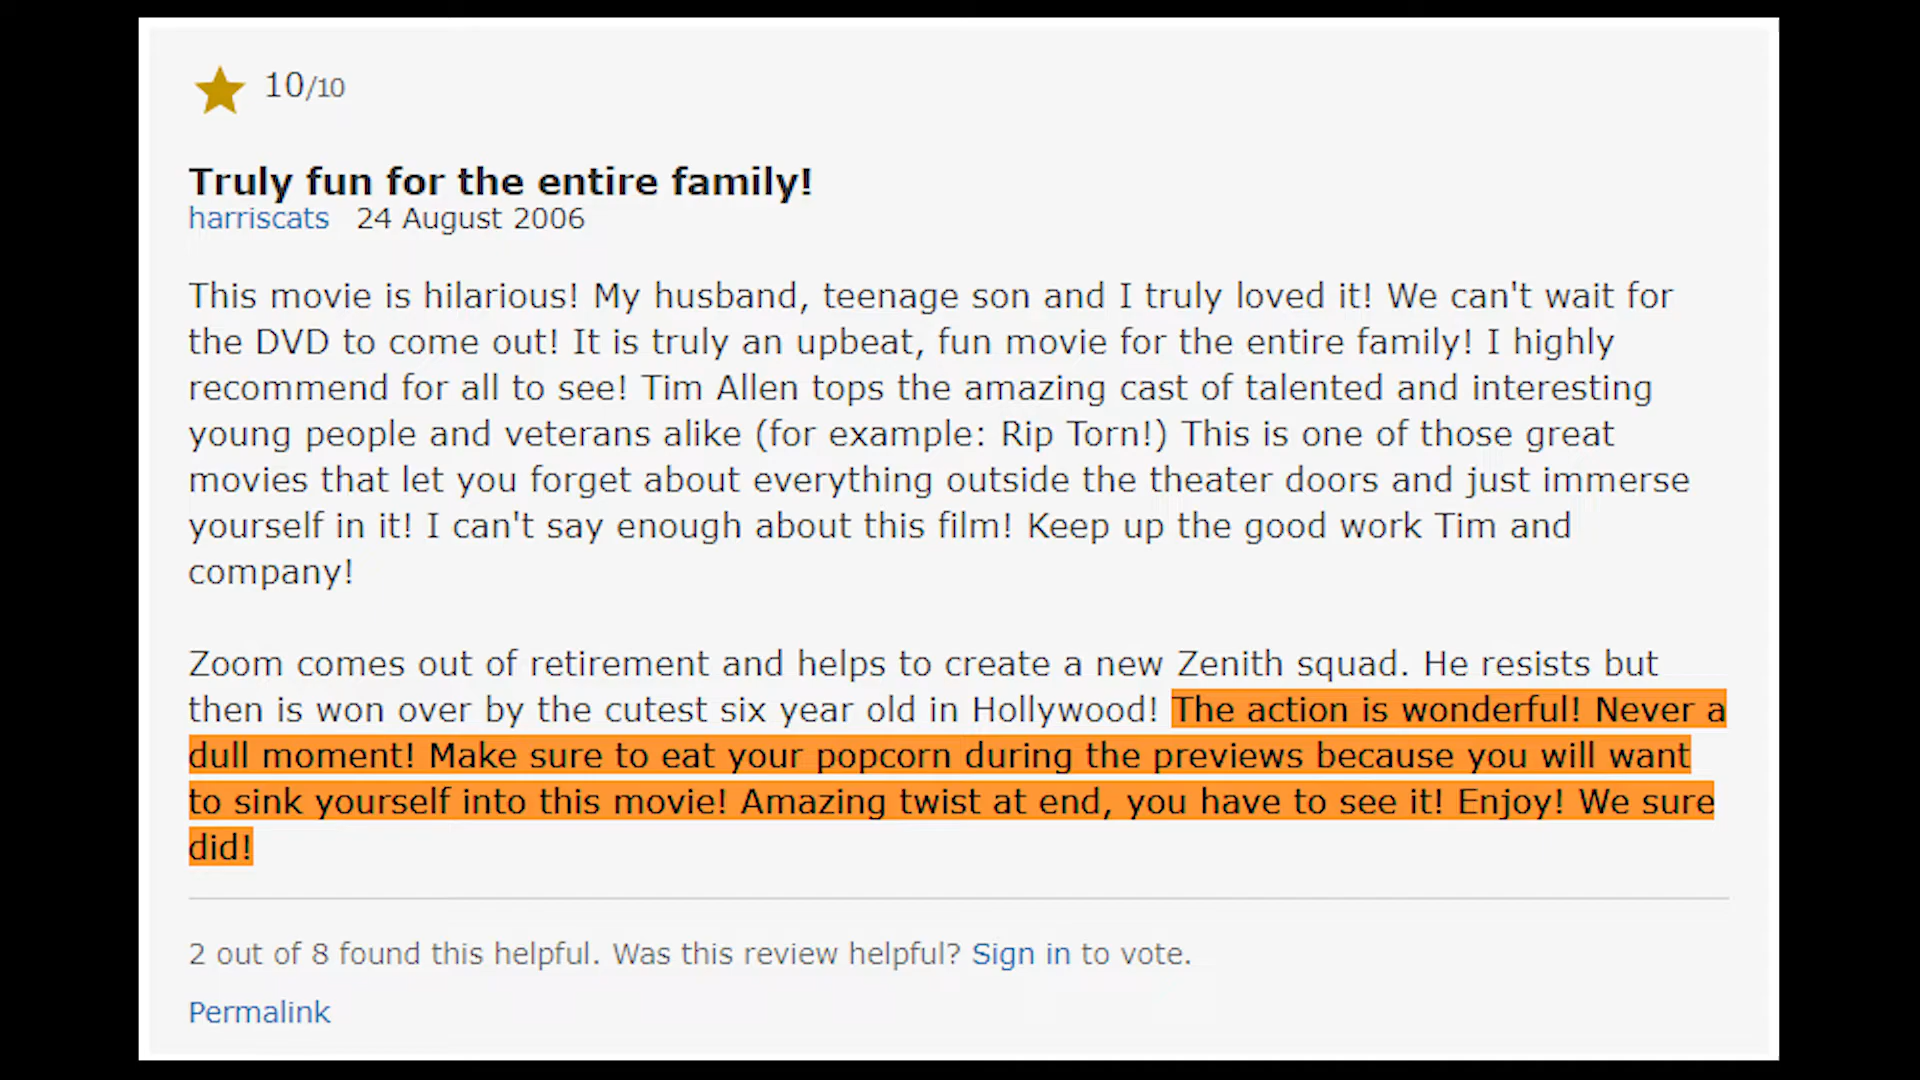 10/10
Truly fun for the entire family!
harriscats 24 August 2006
This movie is hilarious! My husband, teenage son and I truly loved it! We can't wait for
the DVD to come out! It is truly an upbeat, fun movie for the entire family! I highly
recommend for all to see! Tim Allen tops the amazing cast of talented and interesting
young people and veterans alike (for example: Rip Torn!) This is one of those great
movies that let you forget about everything outside the theater doors and just immerse
yourself in it! I can't say enough about this film! Keep up the good work Tim and
company!
Zoom comes out of retirement and helps to create a new Zenith squad. He resists but
then is won over by the cutest six year old in Hollywood! The action is wonderful! Never a
dull moment! Make sure to eat your popcorn during the previews because you will want
to sink yourself into this movie! Amazing twist at end, you have to see it! Enjoy! We sure
did!
2 out of 8 found this helpful. Was this review helpful? Sign in to vote.
Permalink